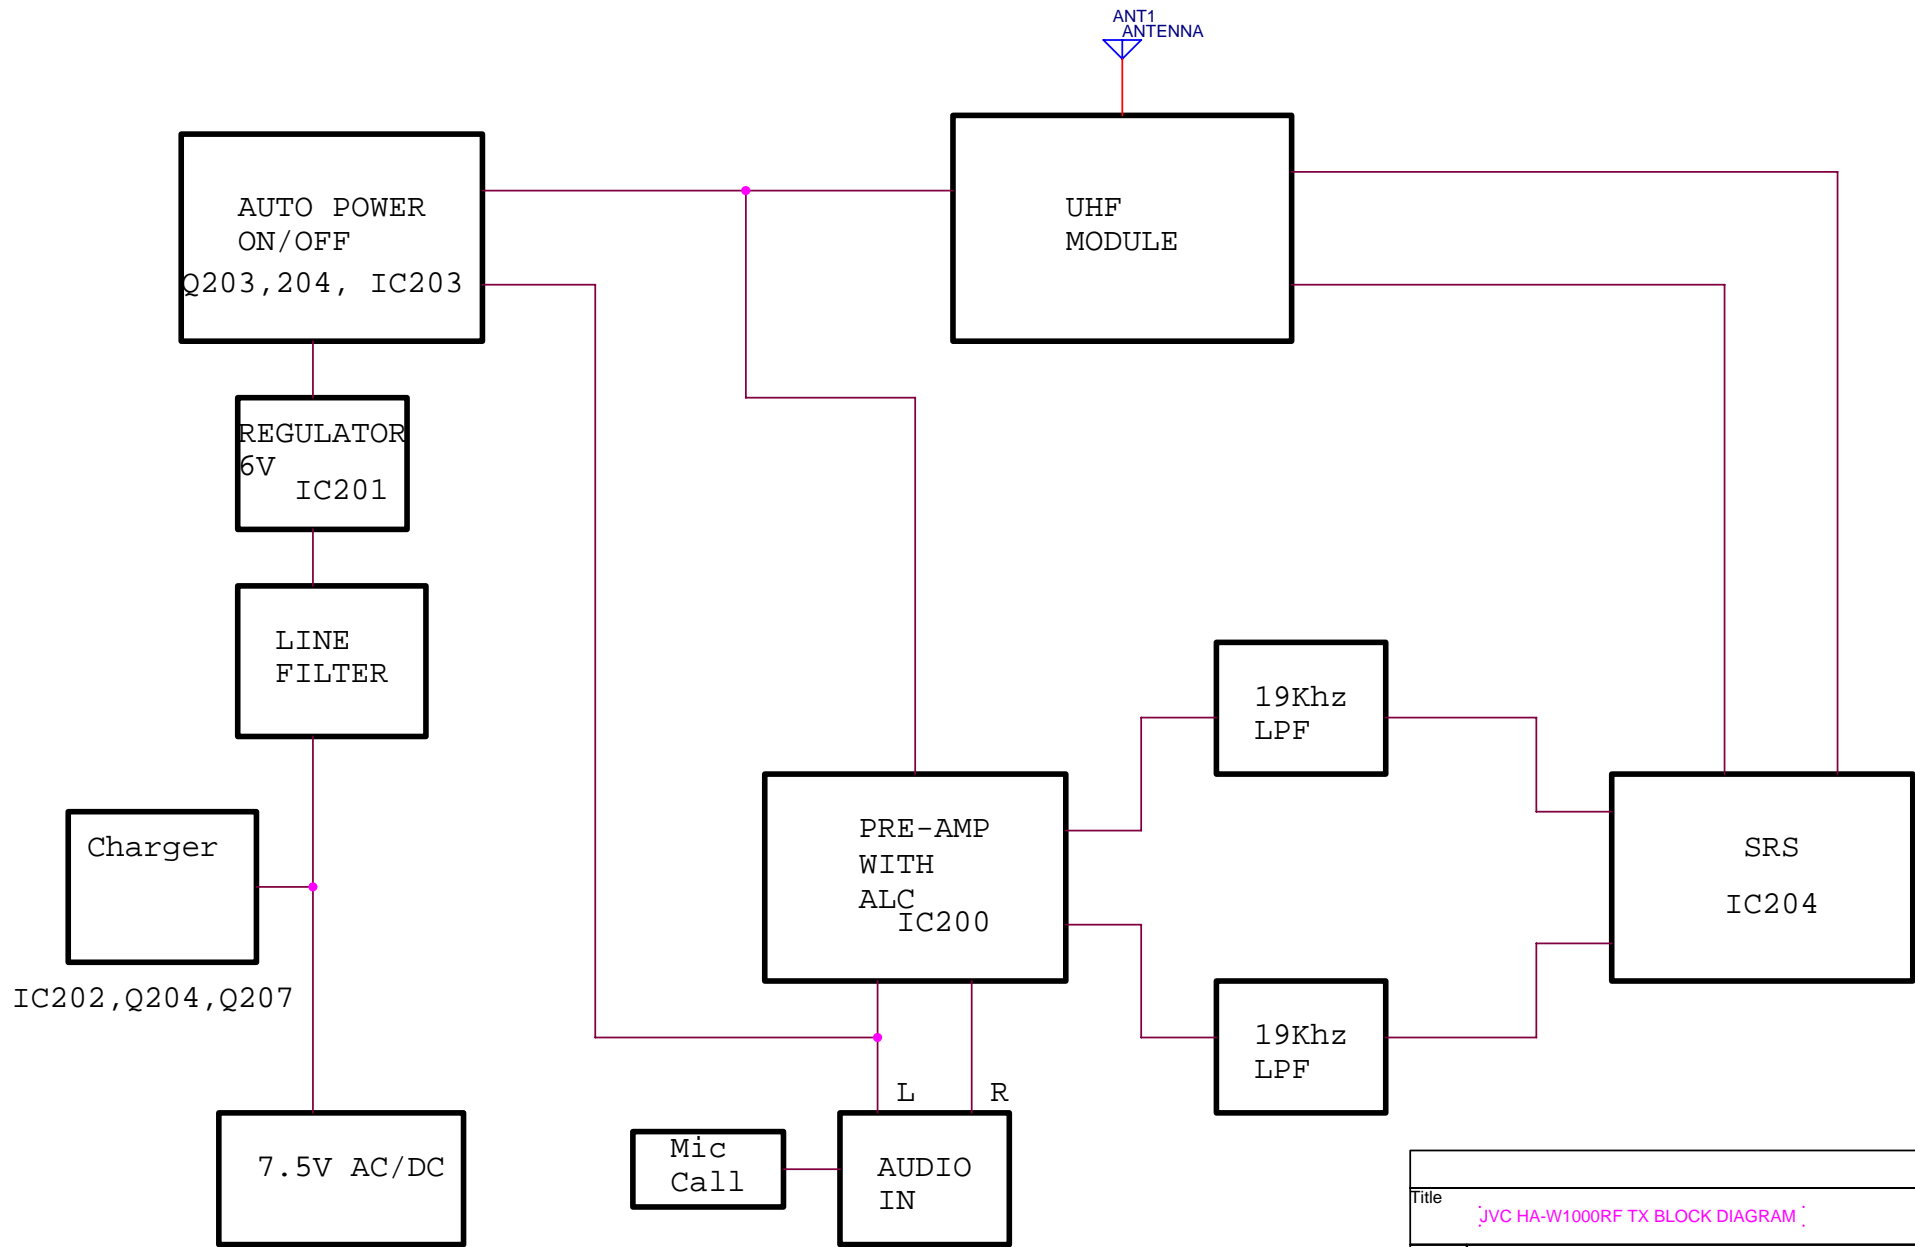 ANT1
ANTENNA
AUTO POWER
ON/OFF
Q203,204, IC203
UHF
MODULE
REGULATOR
6V
IC201
LINE
FILTER
19Khz
LPF
Charger
IC202,Q204,Q207
PRE-AMP
WITH
ALC
IC200
SRS
IC204
19Khz
LPF
L R
7.5V AC/DC
Mic
Call
AUDIO
IN
Title
JVC HA-W1000RF TX BLOCK DIAGRAM